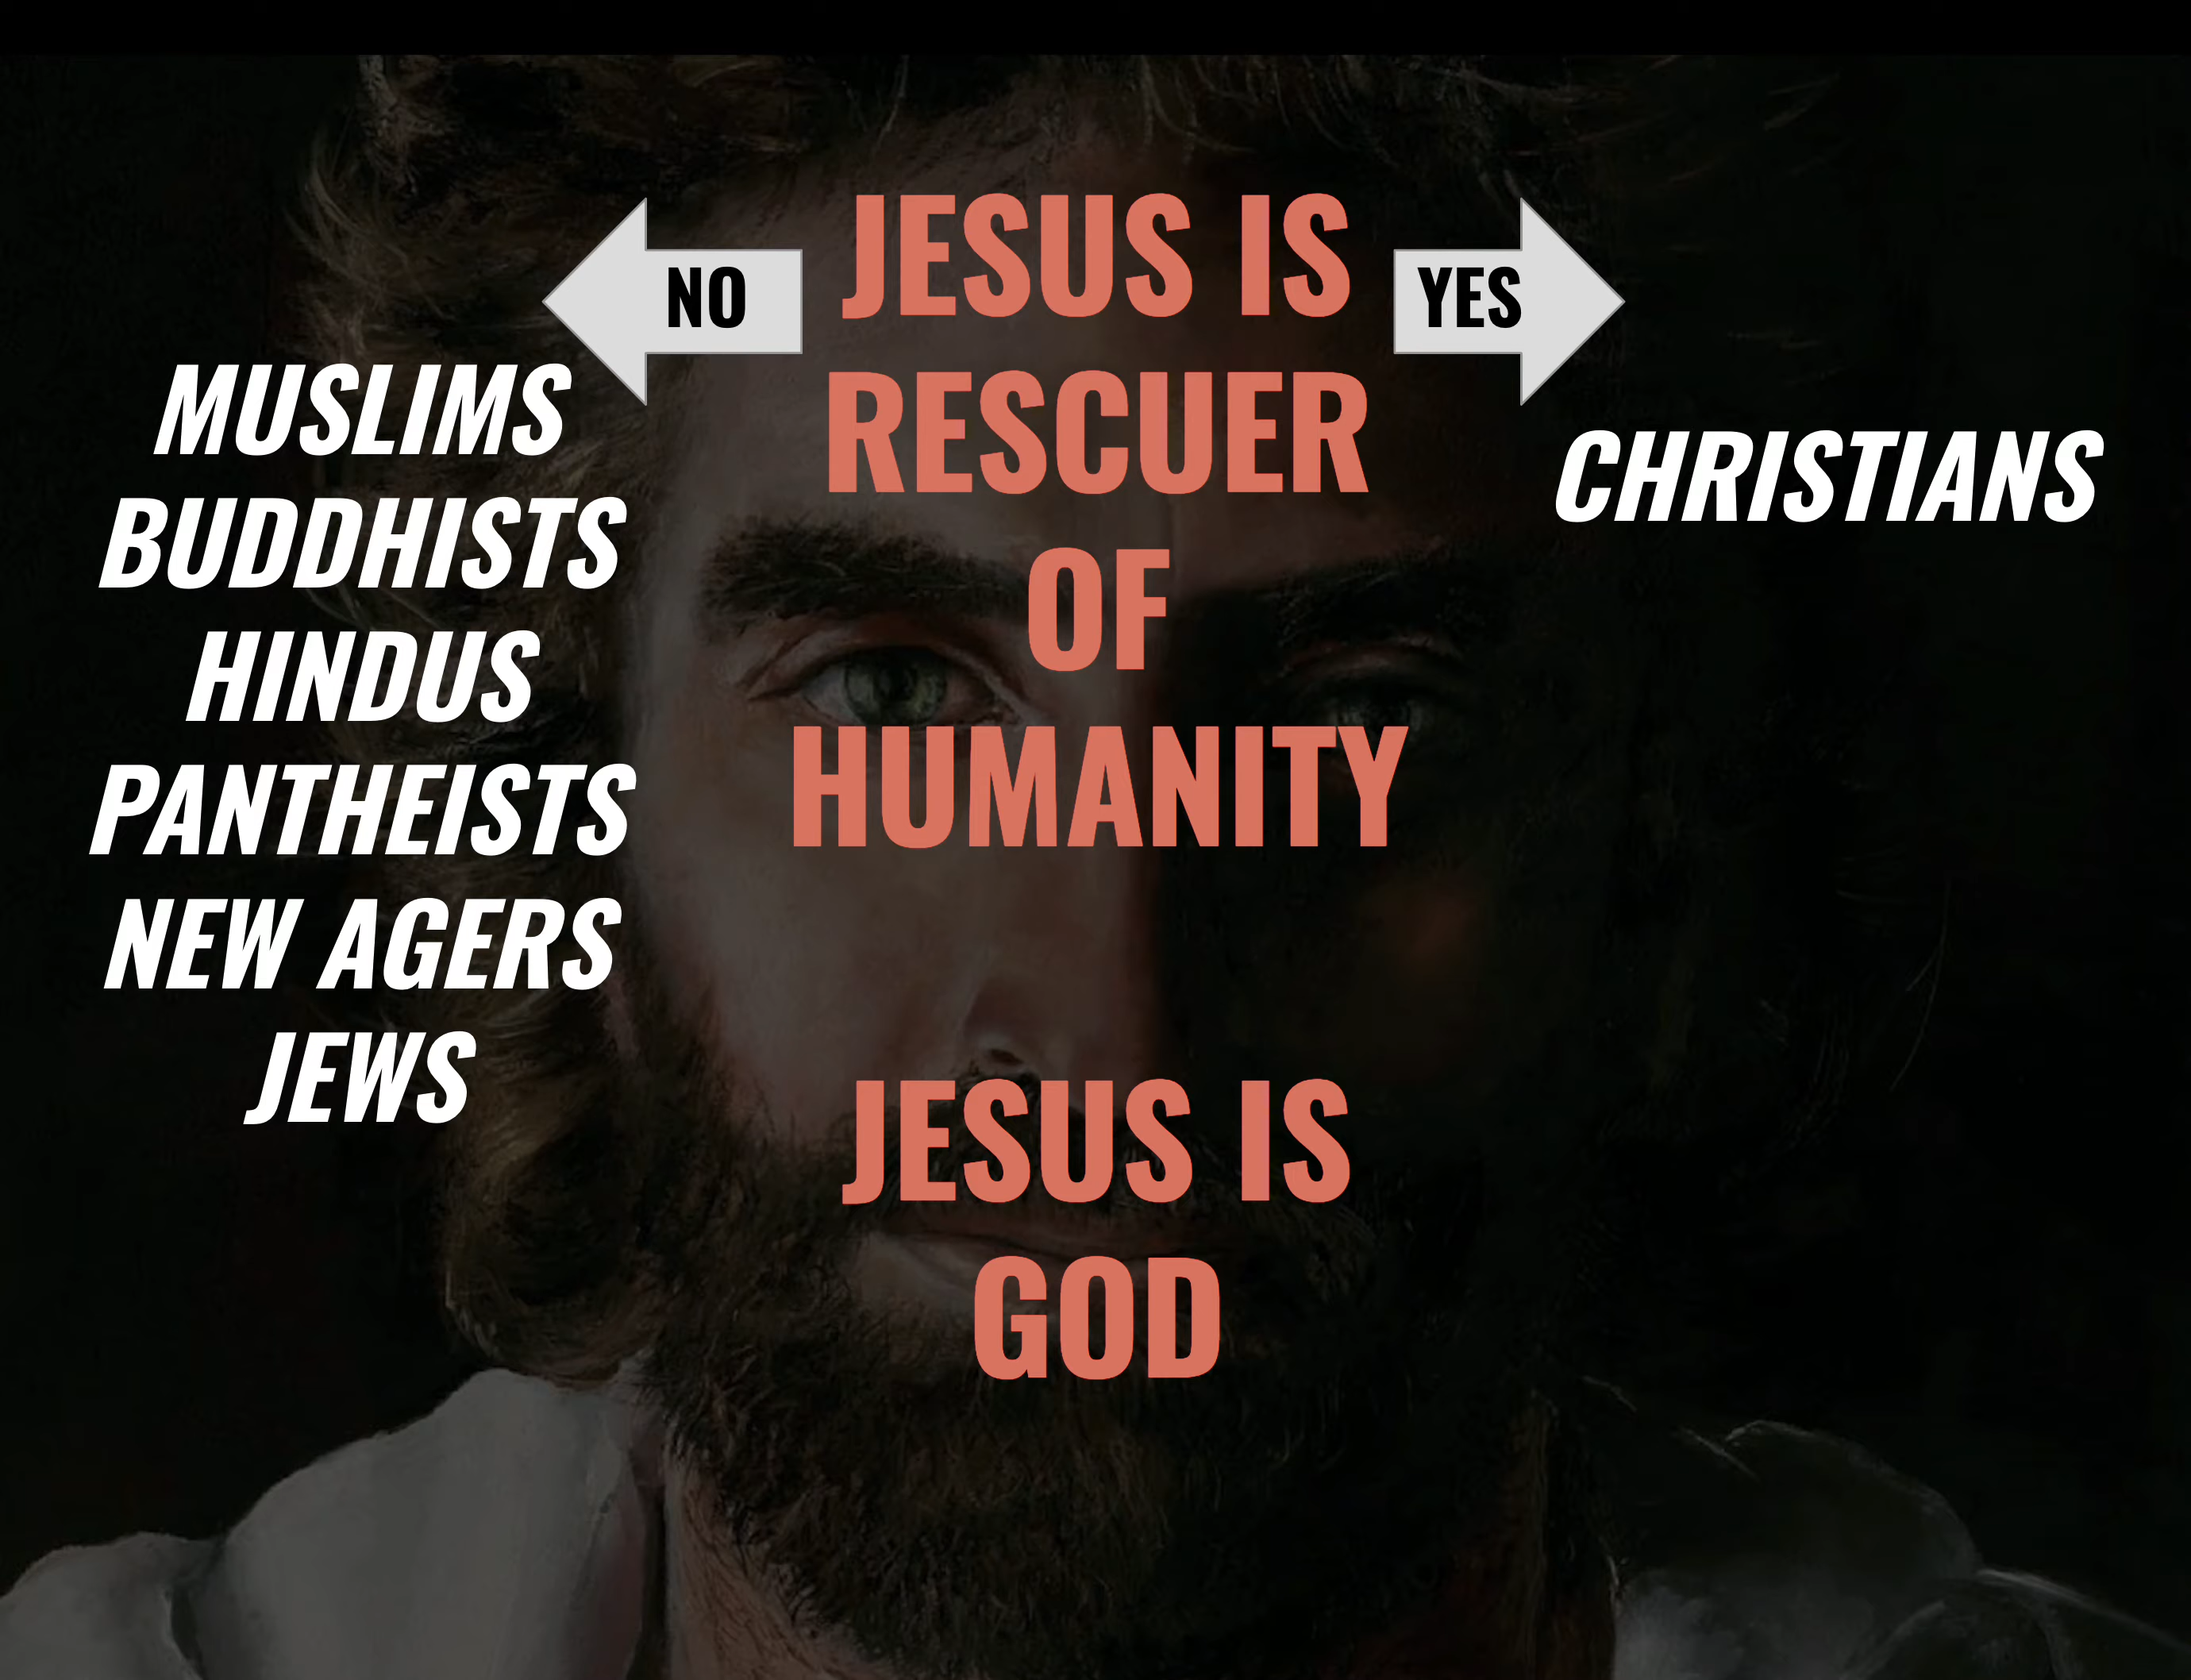 NO
MUSLIMS
BUDDHISTS
HINDUS
PANTHEISTS
NEW AGERS
JEWS
JESUS IS
RESCUER
OF
HUMANITY
JESUS IS
GOD
YES
CHRISTIANS